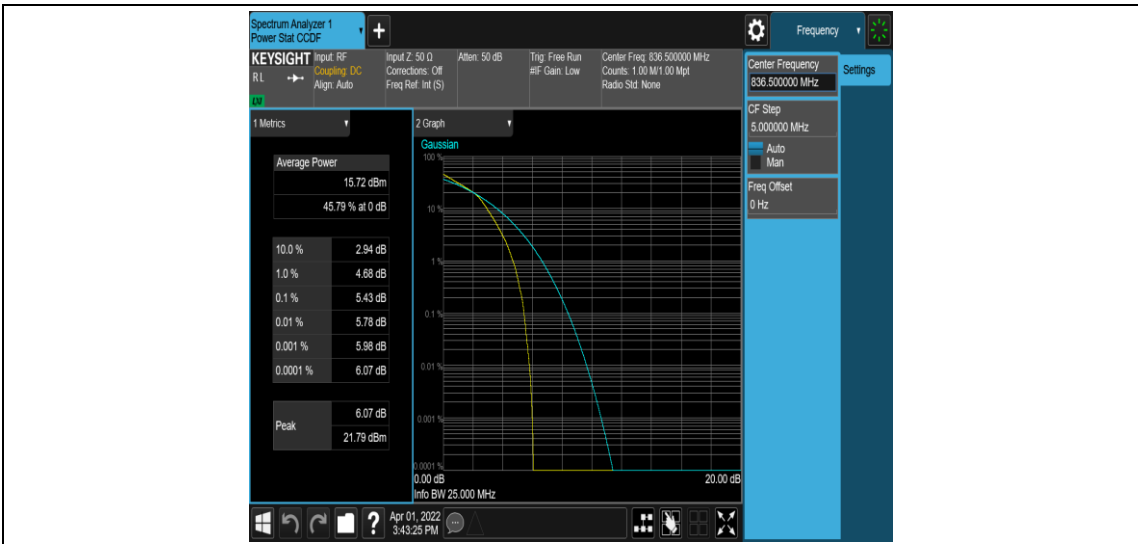 Spectrum Analyzer 1
Power Stat CCDF
+
Frequency
KEYSIGHT
Input: RF
Coupling: DC
Align: Auto
RL
LXI
Input Z: 50 Ω
Corrections: Off
Freq Ref: Int (S)
Atten: 50 dB
Trig: Free Run
#IF Gain: Low
Center Freq: 836.500000 MHz
Counts: 1.00 M/1.00 Mpt
Radio Std: None
Center Frequency
836.500000 MHz
Settings
CF Step
5.000000 MHz
Auto
Man
Freq Offset
0 Hz
1 Metrics
Average Power
15.72 dBm
45.79 % at 0 dB
10.0 % 2.94 dB
1.0 % 4.68 dB
0.1 % 5.43 dB
0.01 % 5.78 dB
0.001 % 5.98 dB
0.0001 % 6.07 dB
Peak
6.07 dB
21.79 dBm
2 Graph
Gaussian
100 %
10 %
1 %
0.1 %
0.01 %
0.001 %
0.0001 %
0.00 dB 20.00 dB
Info BW 25.000 MHz
?
Apr 01, 2022
3:43:25 PM